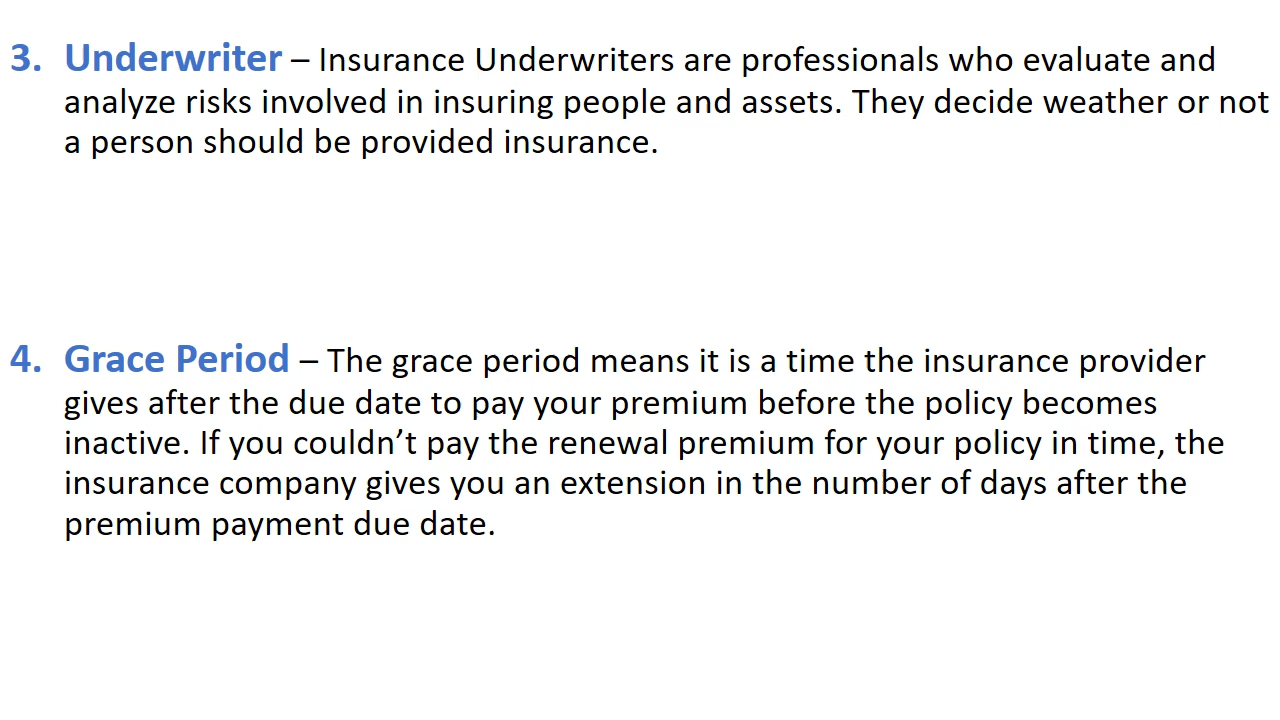 3. Underwriter – Insurance Underwriters are professionals who evaluate and
analyze risks involved in insuring people and assets. They decide weather or not
a person should be provided insurance.
4. Grace Period – The grace period means it is a time the insurance provider
gives after the due date to pay your premium before the policy becomes
inactive. If you couldn’t pay the renewal premium for your policy in time, the
insurance company gives you an extension in the number of days after the
premium payment due date.